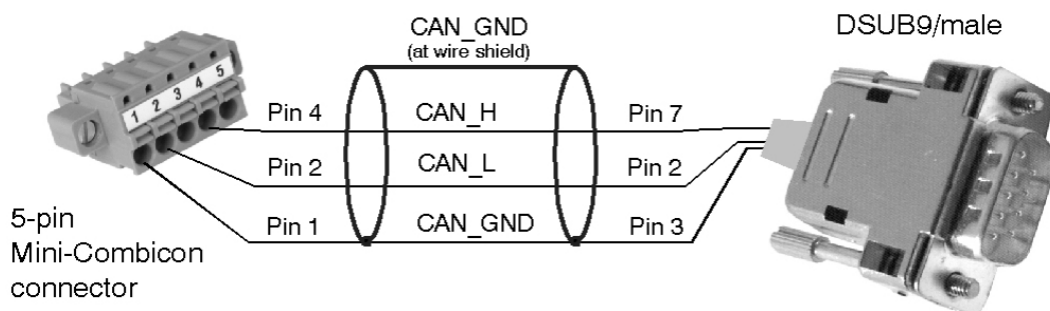 CAN_GND
(at wire shield)
DSUB9/male
1 2 3 4 5
Pin 4 CAN_H Pin 7
Pin 2 CAN_L Pin 2
Pin 1 CAN_GND Pin 3
5-pin
Mini-Combicon
connector